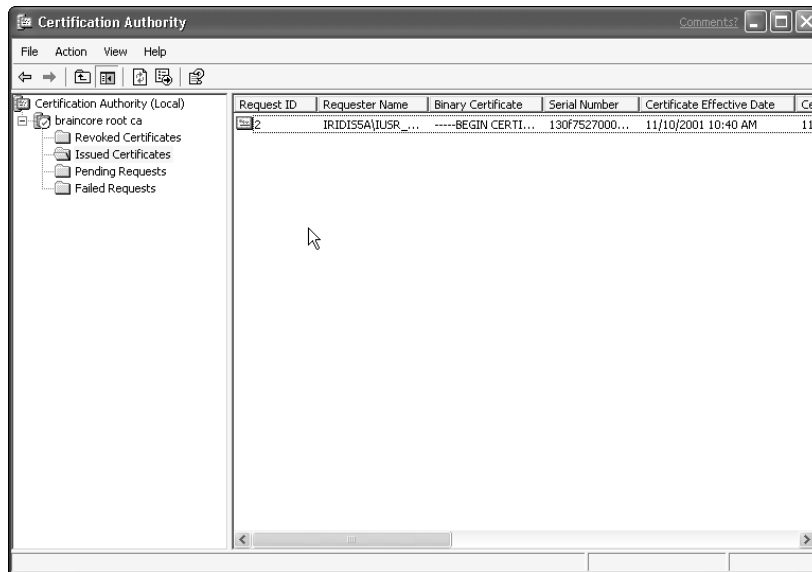 Certification Authority
Comments?
File Action View Help
Certification Authority (Local)
braincore root ca
Revoked Certificates
Issued Certificates
Pending Requests
Failed Requests
Request ID Requester Name Binary Certificate Serial Number Certificate Effective Date Ce
2 IRIDIS5A\IUSR_... -----BEGIN CERTI... 130f7527000... 11/10/2001 10:40 AM 11